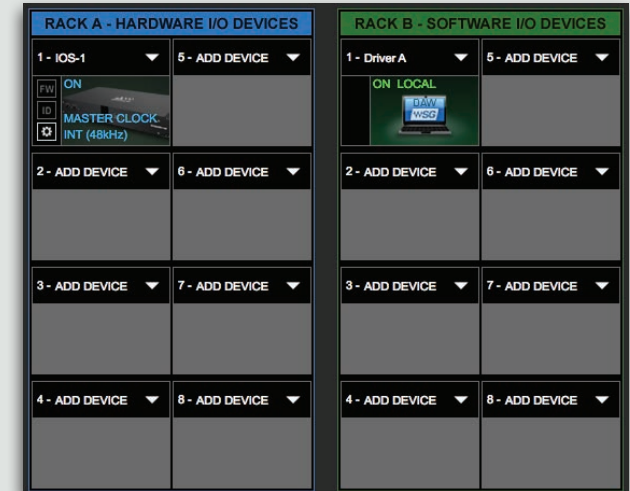 RACK A - HARDWARE I/O DEVICES
1 - IOS-1
5 - ADD DEVICE
FW
ON
ID
MASTER CLOCK
INT (48kHz)
2 - ADD DEVICE
6 - ADD DEVICE
3 - ADD DEVICE
7 - ADD DEVICE
4 - ADD DEVICE
8 - ADD DEVICE
RACK B - SOFTWARE I/O DEVICES
1 - Driver A
5 - ADD DEVICE
ON LOCAL
DAW
WSG
2 - ADD DEVICE
6 - ADD DEVICE
3 - ADD DEVICE
7 - ADD DEVICE
4 - ADD DEVICE
8 - ADD DEVICE